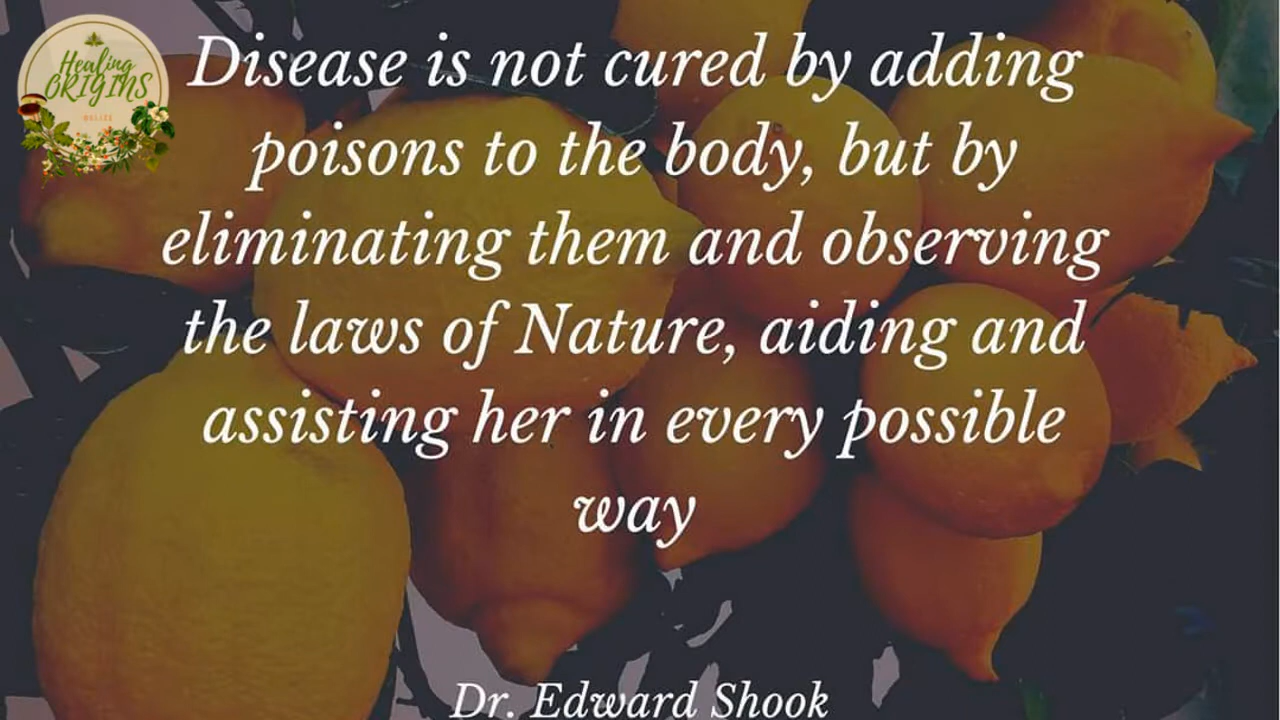 Healing
ORIGINS
BELIZE
Disease is not cured by adding
poisons to the body, but by
eliminating them and observing
the laws of Nature, aiding and
assisting her in every possible
way
Dr. Edward Shook